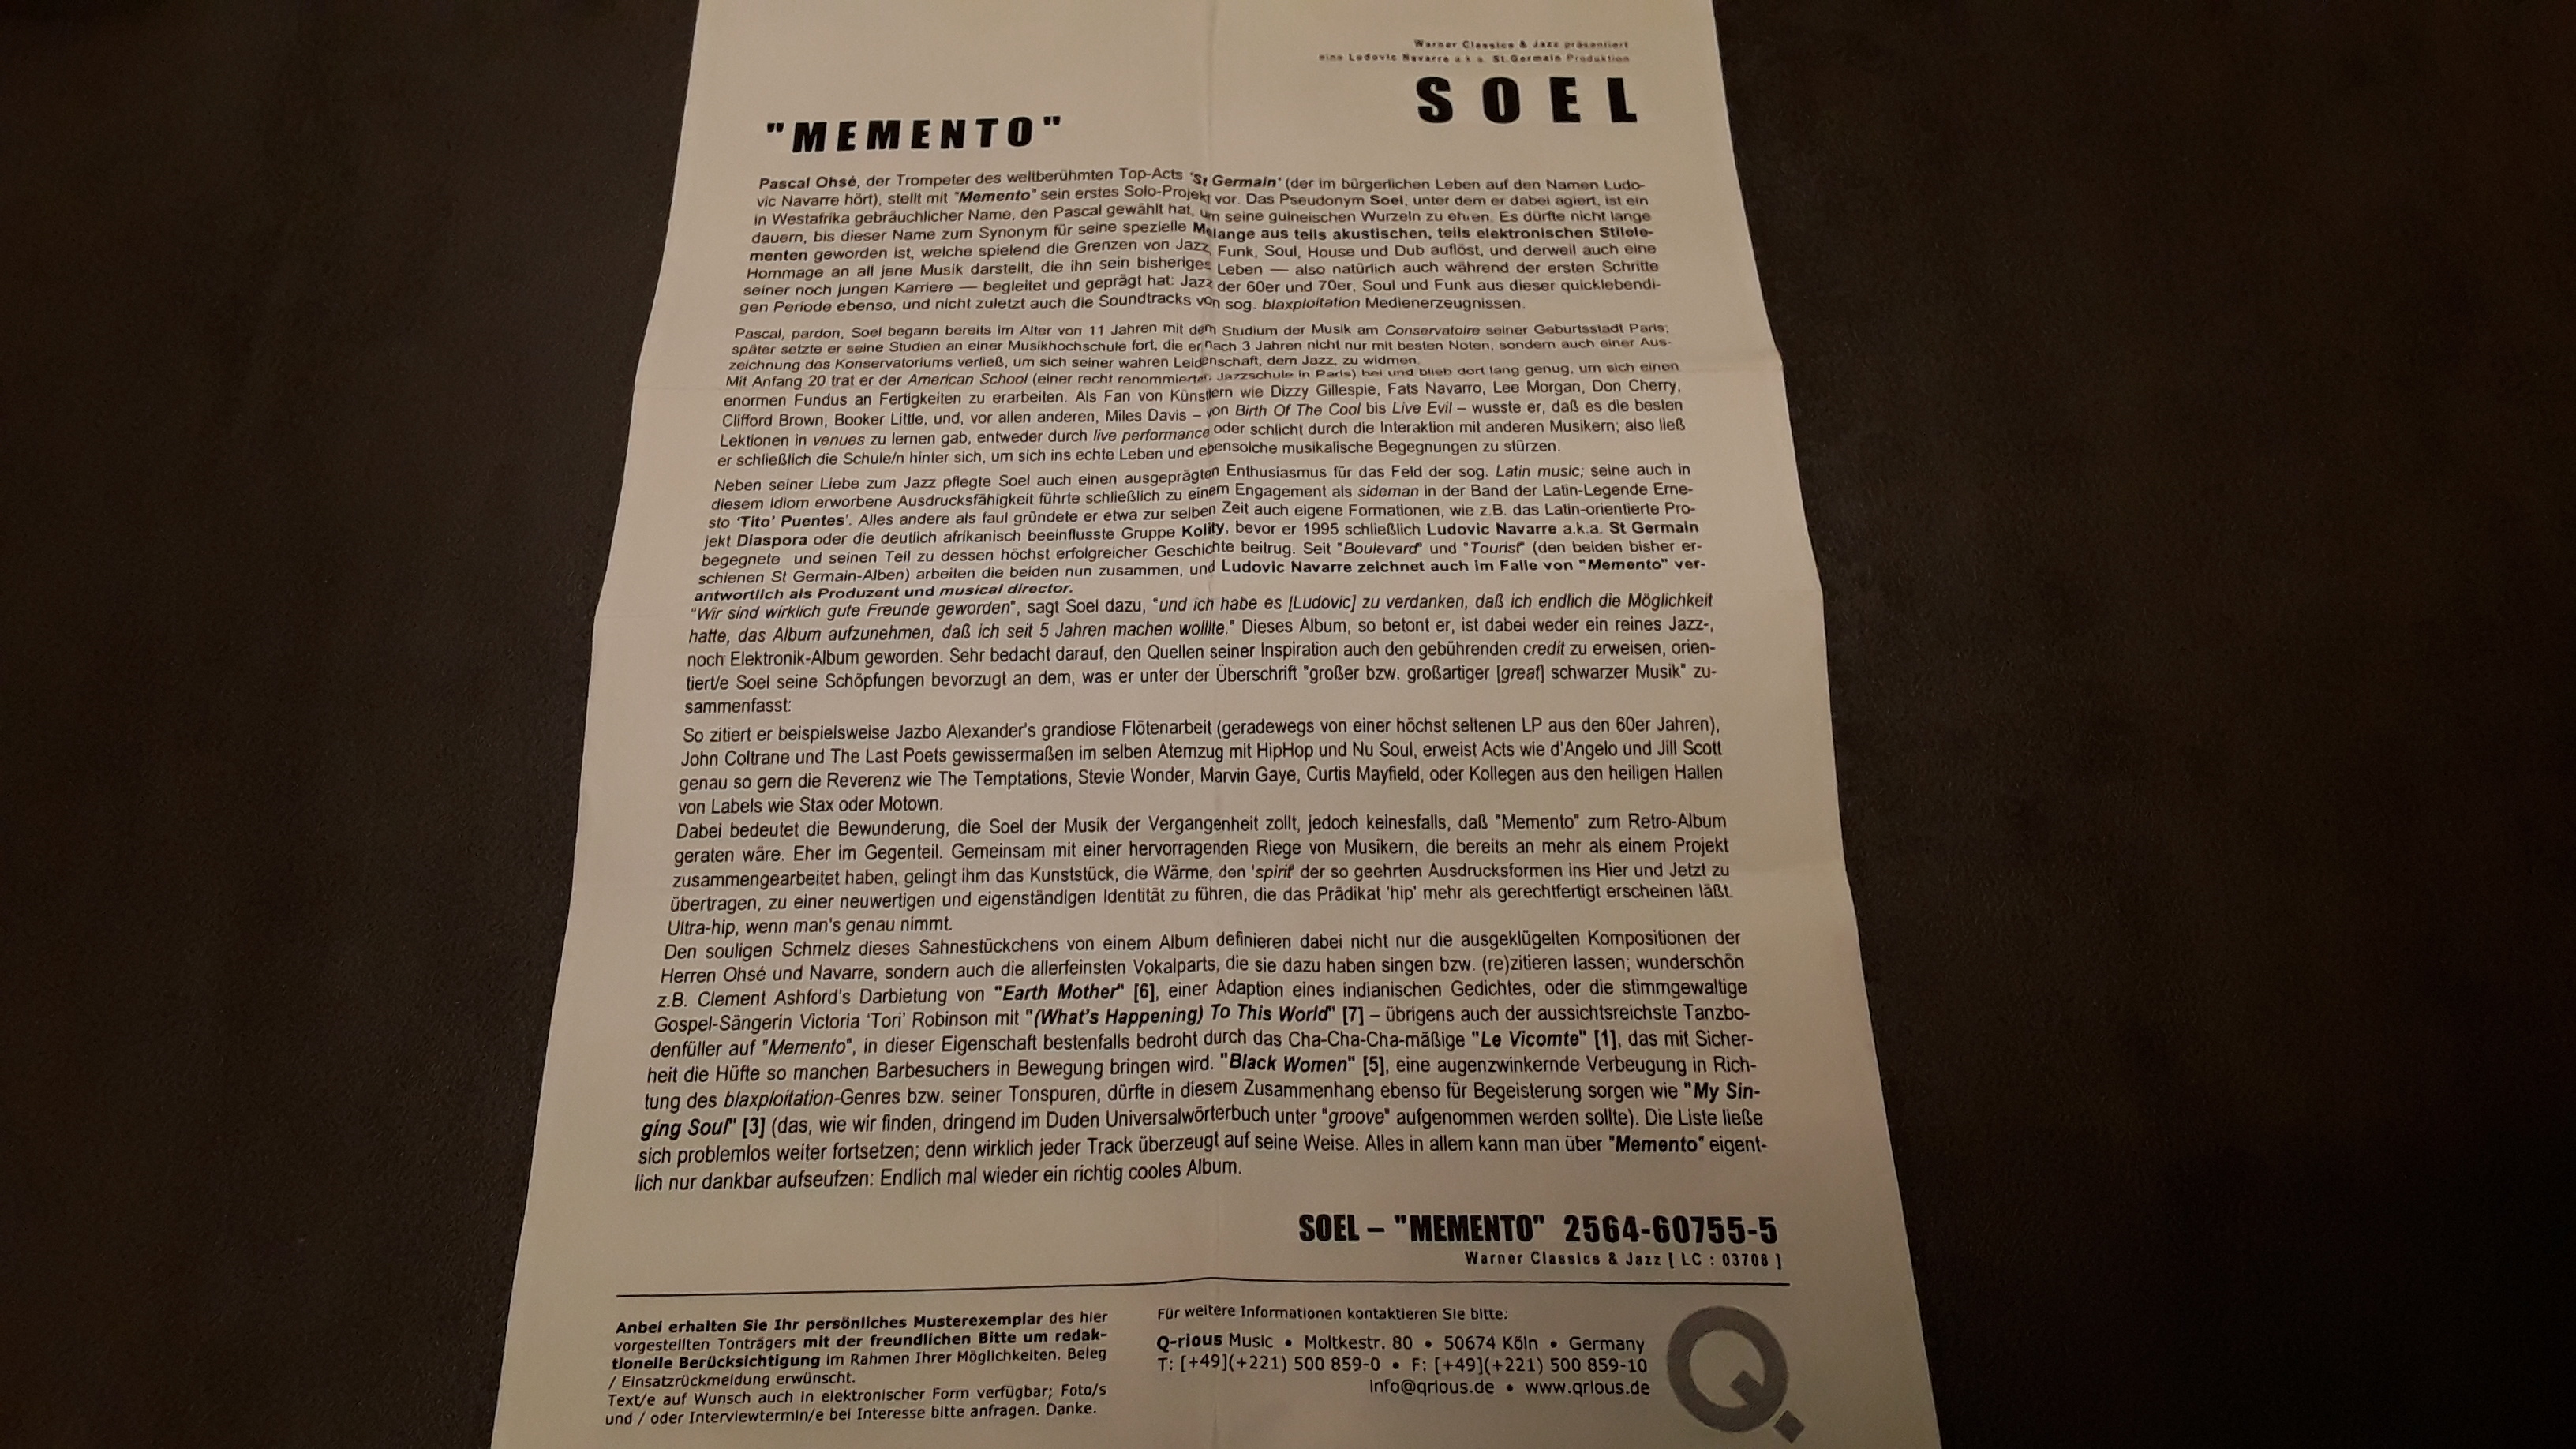 Warner Classics & Jazz präsentiert
eine Ludovic Navarre a.k.a. St.Germain Produktion
SOEL
"MEMENTO"
Pascal Ohsé, der Trompeter des weltberühmten Top-Acts 'St Germain' (der im bürgerlichen Leben auf den Namen Ludo-
vic Navarre hört), stellt mit "Memento" sein erstes Solo-Projekt vor. Das Pseudonym Soel, unter dem er dabei agiert, ist ein
in Westafrika gebräuchlicher Name, den Pascal gewählt hat, um seine guineischen Wurzeln zu ehren. Es dürfte nicht lange
dauern, bis dieser Name zum Synonym für seine spezielle Melange aus teils akustischen, teils elektronischen Stilele-
menten geworden ist, welche spielend die Grenzen von Jazz, Funk, Soul, House und Dub auflöst, und derweil auch eine
Hommage an all jene Musik darstellt, die ihn sein bisheriges Leben — also natürlich auch während der ersten Schritte
seiner noch jungen Karriere — begleitet und geprägt hat: Jazz der 60er und 70er, Soul und Funk aus dieser quicklebendi-
gen Periode ebenso, und nicht zuletzt auch die Soundtracks von sog. blaxploitation Medienerzeugnissen.
Pascal, pardon, Soel begann bereits im Alter von 11 Jahren mit dem Studium der Musik am Conservatoire seiner Geburtsstadt Paris;
später setzte er seine Studien an einer Musikhochschule fort, die er nach 3 Jahren nicht nur mit besten Noten, sondern auch einer Aus-
zeichnung des Konservatoriums verließ, um sich seiner wahren Leidenschaft, dem Jazz, zu widmen.
Mit Anfang 20 trat er der American School (einer recht renommierten Jazzschule in Paris) bei und blieb dort lang genug, um sich einen
enormen Fundus an Fertigkeiten zu erarbeiten. Als Fan von Künstlern wie Dizzy Gillespie, Fats Navarro, Lee Morgan, Don Cherry,
Clifford Brown, Booker Little, und, vor allen anderen, Miles Davis – von Birth Of The Cool bis Live Evil – wusste er, daß es die besten
Lektionen in venues zu lernen gab, entweder durch live performance oder schlicht durch die Interaktion mit anderen Musikern; also ließ
er schließlich die Schule/n hinter sich, um sich ins echte Leben und ebensolche musikalische Begegnungen zu stürzen.
Neben seiner Liebe zum Jazz pflegte Soel auch einen ausgeprägten Enthusiasmus für das Feld der sog. Latin music; seine auch in
diesem Idiom erworbene Ausdrucksfähigkeit führte schließlich zu einem Engagement als sideman in der Band der Latin-Legende Erne-
sto 'Tito' Puentes'. Alles andere als faul gründete er etwa zur selben Zeit auch eigene Formationen, wie z.B. das Latin-orientierte Pro-
jekt Diaspora oder die deutlich afrikanisch beeinflusste Gruppe Kolity, bevor er 1995 schließlich Ludovic Navarre a.k.a. St Germain
begegnete und seinen Teil zu dessen höchst erfolgreicher Geschichte beitrug. Seit "Boulevard" und "Tourist" (den beiden bisher er-
schienen St Germain-Alben) arbeiten die beiden nun zusammen, und Ludovic Navarre zeichnet auch im Falle von "Memento" ver-
antwortlich als Produzent und musical director.
"Wir sind wirklich gute Freunde geworden", sagt Soel dazu, "und ich habe es [Ludovic] zu verdanken, daß ich endlich die Möglichkeit
hatte, das Album aufzunehmen, daß ich seit 5 Jahren machen wolllte." Dieses Album, so betont er, ist dabei weder ein reines Jazz-,
noch Elektronik-Album geworden. Sehr bedacht darauf, den Quellen seiner Inspiration auch den gebührenden credit zu erweisen, orien-
tiert/e Soel seine Schöpfungen bevorzugt an dem, was er unter der Überschrift "großer bzw. großartiger [great] schwarzer Musik" zu-
sammenfasst:
So zitiert er beispielsweise Jazbo Alexander's grandiose Flötenarbeit (geradewegs von einer höchst seltenen LP aus den 60er Jahren),
John Coltrane und The Last Poets gewissermaßen im selben Atemzug mit HipHop und Nu Soul, erweist Acts wie d'Angelo und Jill Scott
genau so gern die Reverenz wie The Temptations, Stevie Wonder, Marvin Gaye, Curtis Mayfield, oder Kollegen aus den heiligen Hallen
von Labels wie Stax oder Motown.
Dabei bedeutet die Bewunderung, die Soel der Musik der Vergangenheit zollt, jedoch keinesfalls, daß "Memento" zum Retro-Album
geraten wäre. Eher im Gegenteil. Gemeinsam mit einer hervorragenden Riege von Musikern, die bereits an mehr als einem Projekt
zusammengearbeitet haben, gelingt ihm das Kunststück, die Wärme, den 'spirit' der so geehrten Ausdrucksformen ins Hier und Jetzt zu
übertragen, zu einer neuwertigen und eigenständigen Identität zu führen, die das Prädikat 'hip' mehr als gerechtfertigt erscheinen läßt.
Ultra-hip, wenn man's genau nimmt.
Den souligen Schmelz dieses Sahnestückchens von einem Album definieren dabei nicht nur die ausgeklügelten Kompositionen der
Herren Ohsé und Navarre, sondern auch die allerfeinsten Vokalparts, die sie dazu haben singen bzw. (re)zitieren lassen; wunderschön
z.B. Clement Ashford's Darbietung von "Earth Mother" [6], einer Adaption eines indianischen Gedichtes, oder die stimmgewaltige
Gospel-Sängerin Victoria 'Tori' Robinson mit "(What's Happening) To This World" [7] – übrigens auch der aussichtsreichste Tanzbo-
denfüller auf "Memento", in dieser Eigenschaft bestenfalls bedroht durch das Cha-Cha-Cha-mäßige "Le Vicomte" [1], das mit Sicher-
heit die Hüfte so manchen Barbesuchers in Bewegung bringen wird. "Black Women" [5], eine augenzwinkernde Verbeugung in Rich-
tung des blaxploitation-Genres bzw. seiner Tonspuren, dürfte in diesem Zusammenhang ebenso für Begeisterung sorgen wie "My Sin-
ging Soul" [3] (das, wie wir finden, dringend im Duden Universalwörterbuch unter "groove" aufgenommen werden sollte). Die Liste ließe
sich problemlos weiter fortsetzen; denn wirklich jeder Track überzeugt auf seine Weise. Alles in allem kann man über "Memento" eigent-
lich nur dankbar aufseufzen: Endlich mal wieder ein richtig cooles Album.
SOEL – "MEMENTO" 2564-60755-5
Warner Classics & Jazz [ LC : 03708 ]
Anbei erhalten Sie Ihr persönliches Musterexemplar des hier
vorgestellten Tonträgers mit der freundlichen Bitte um redak-
tionelle Berücksichtigung im Rahmen Ihrer Möglichkeiten. Beleg
/ Einsatzrückmeldung erwünscht.
Text/e auf Wunsch auch in elektronischer Form verfügbar; Foto/s
und / oder Interviewtermin/e bei Interesse bitte anfragen. Danke.
Für weitere Informationen kontaktieren Sie bitte:
Q-rious Music • Moltkestr. 80 • 50674 Köln • Germany
T: [+49](+221) 500 859-0 • F: [+49](+221) 500 859-10
info@qrious.de • www.qrious.de
Q.